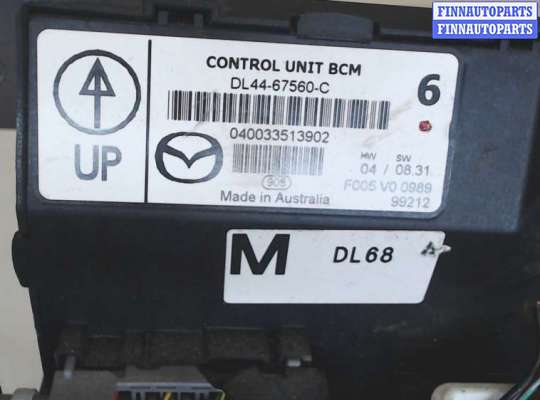 FINNAUTOPARTS
FINNAUTOPARTS
CONTROL UNIT BCM
DL44-67560-C
6
040033513902
UP
HW SW
04 / 08.31
F005 V0 0989
99212
Made in Australia
M DL68